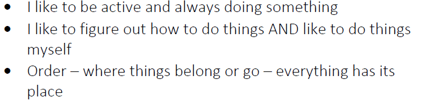 • I like to be active and always doing something
• I like to figure out how to do things AND like to do things
myself
• Order – where things belong or go – everything has its
place